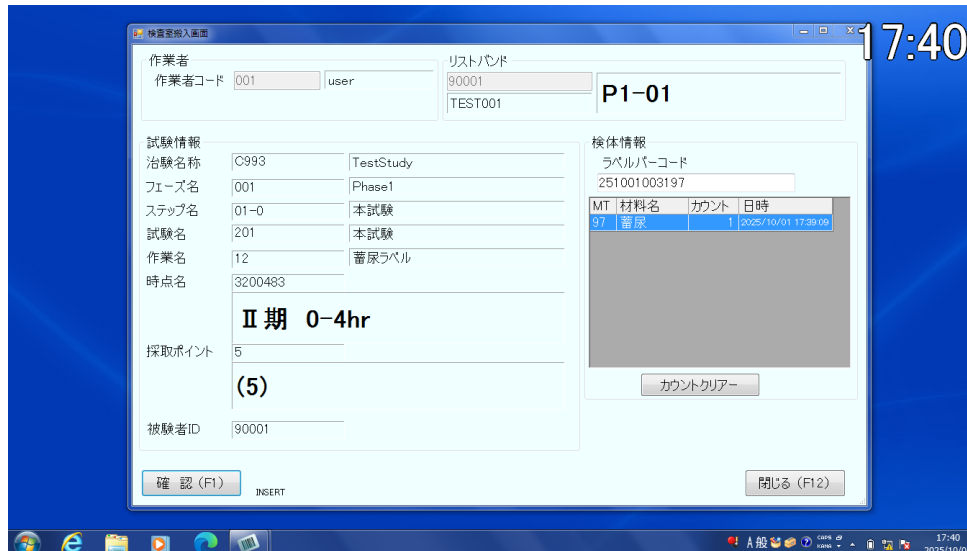 検査室搬入画面
17:40
作業者
作業者コード 001 user
リストバンド
90001
TEST001
P1-01
試験情報
治験名称 C993 TestStudy
フェーズ名 001 Phase1
ステップ名 01-0 本試験
試験名 201 本試験
作業名 12 蓄尿ラベル
時点名 3200483
Ⅱ期 0-4hr
採取ポイント 5
(5)
被験者ID 90001
検体情報
ラベルバーコード
251001003197
MT 材料名 カウント 日時
97 蓄尿 1 2025/10/01 17:39:09
カウントクリアー
確 認 (F1)
INSERT
閉じる (F12)
A 般
CAPS
KANA
17:40
2025/10/0